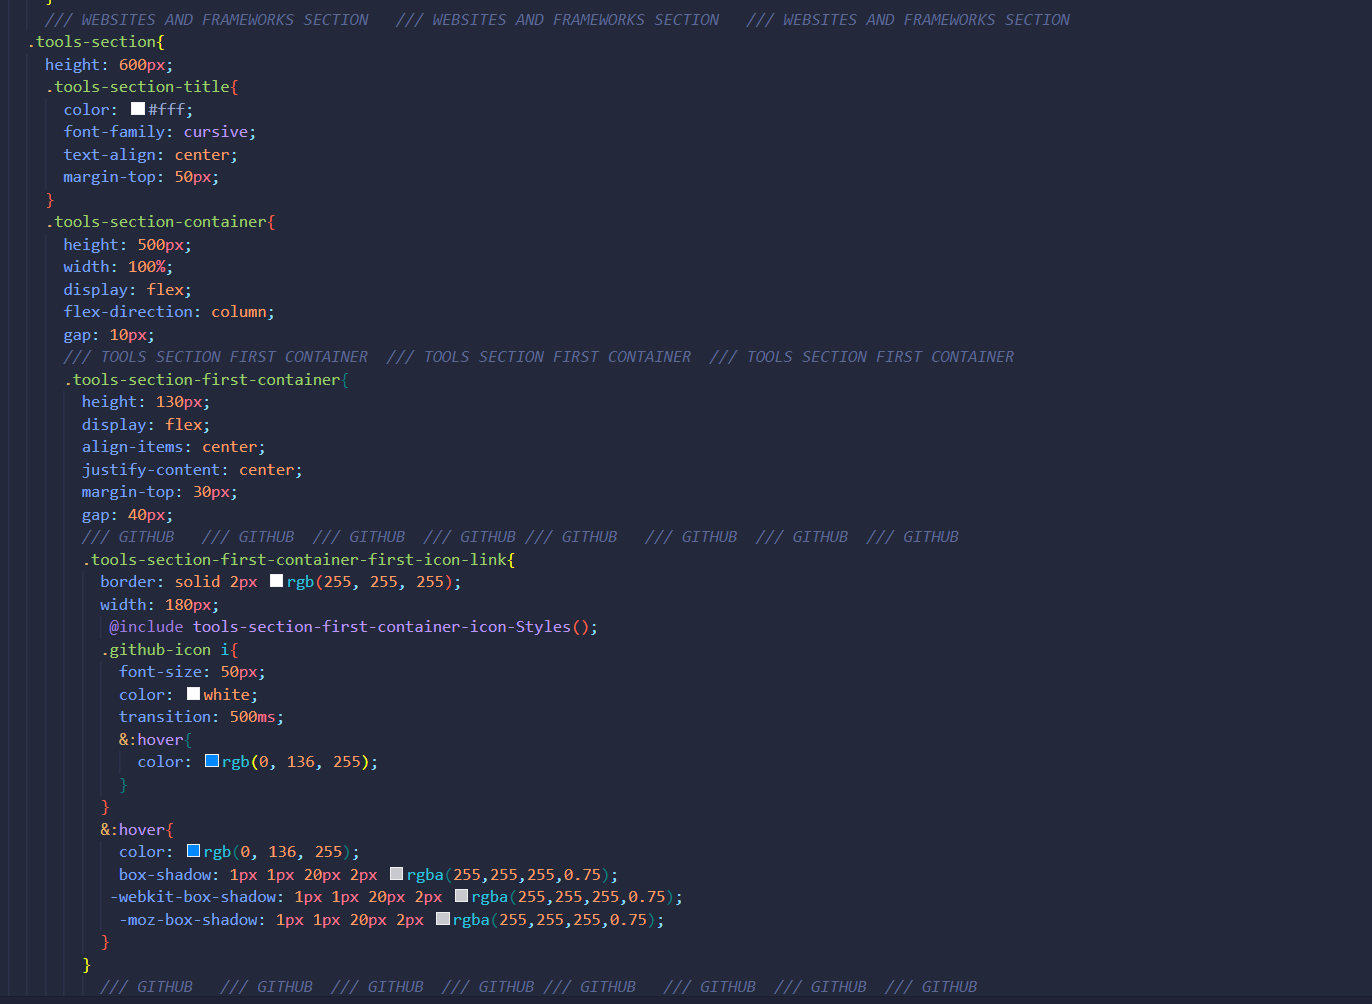 }
/// WEBSITES AND FRAMEWORKS SECTION   /// WEBSITES AND FRAMEWORKS SECTION   /// WEBSITES AND FRAMEWORKS SECTION
.tools-section{
height: 600px;
.tools-section-title{
color: #fff;
font-family: cursive;
text-align: center;
margin-top: 50px;
}
.tools-section-container{
height: 500px;
width: 100%;
display: flex;
flex-direction: column;
gap: 10px;
/// TOOLS SECTION FIRST CONTAINER  /// TOOLS SECTION FIRST CONTAINER  /// TOOLS SECTION FIRST CONTAINER
.tools-section-first-container{
height: 130px;
display: flex;
align-items: center;
justify-content: center;
margin-top: 30px;
gap: 40px;
/// GITHUB   /// GITHUB  /// GITHUB  /// GITHUB /// GITHUB   /// GITHUB  /// GITHUB  /// GITHUB
.tools-section-first-container-first-icon-link{
border: solid 2px rgb(255, 255, 255);
width: 180px;
@include tools-section-first-container-icon-Styles();
.github-icon i{
font-size: 50px;
color: white;
transition: 500ms;
&:hover{
color: rgb(0, 136, 255);
}
}
&:hover{
color: rgb(0, 136, 255);
box-shadow: 1px 1px 20px 2px rgba(255,255,255,0.75);
-webkit-box-shadow: 1px 1px 20px 2px rgba(255,255,255,0.75);
-moz-box-shadow: 1px 1px 20px 2px rgba(255,255,255,0.75);
}
}
/// GITHUB   /// GITHUB  /// GITHUB  /// GITHUB /// GITHUB   /// GITHUB  /// GITHUB  /// GITHUB